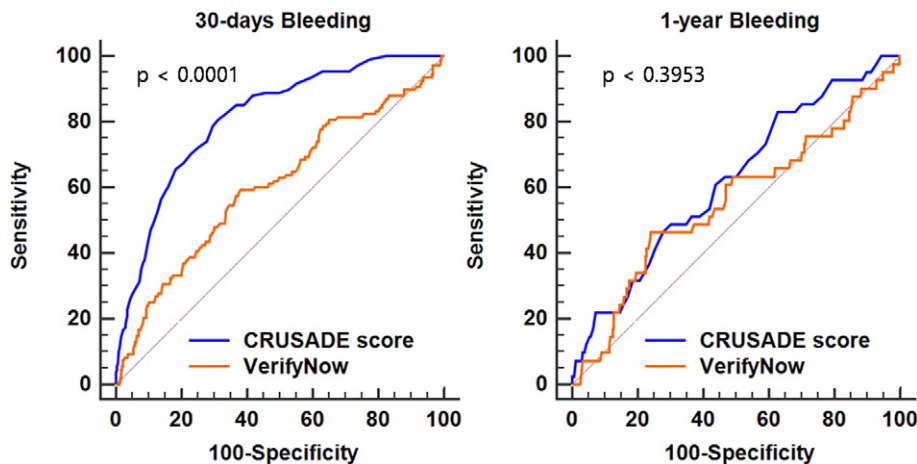 30-days Bleeding
p < 0.0001
Sensitivity
100
80
60
40
20
0
CRUSADE score
VerifyNow
0 20 40 60 80 100
100-Specificity
1-year Bleeding
p < 0.3953
Sensitivity
100
80
60
40
20
0
CRUSADE score
VerifyNow
0 20 40 60 80 100
100-Specificity